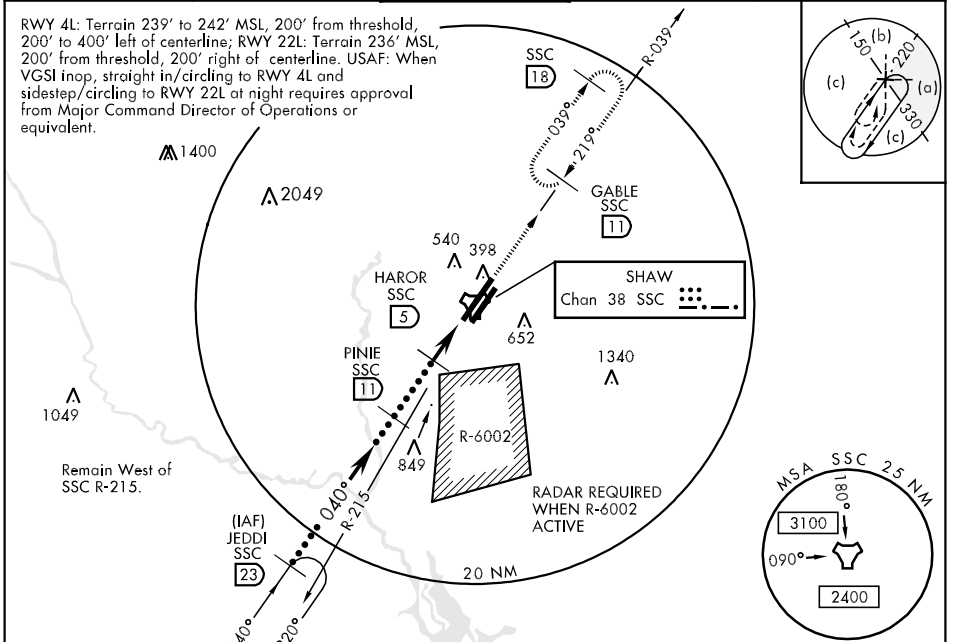 RWY 4L: Terrain 239' to 242' MSL, 200' from threshold,
200' to 400' left of centerline; RWY 22L: Terrain 236' MSL,
200' from threshold, 200' right of centerline. USAF: When
VGSI inop, straight in/circling to RWY 4L and
sidestep/circling to RWY 22L at night requires approval
from Major Command Director of Operations or
equivalent.
1400
2049
SSC
18
R-039
039°
219°
GABLE
SSC
11
150
(b)
220
(c)
(a)
330
(c)
540
398
HAROR
SSC
5
SHAW
Chan 38 SSC
652
PINIE
SSC
11
1340
1049
R-6002
849
Remain West of
SSC R-215.
040°
R-215
RADAR REQUIRED
WHEN R-6002
ACTIVE
(IAF)
JEDDI
SSC
23
20 NM
MSA SSC 25 NM
180°
3100
090°
2400
40°
20°